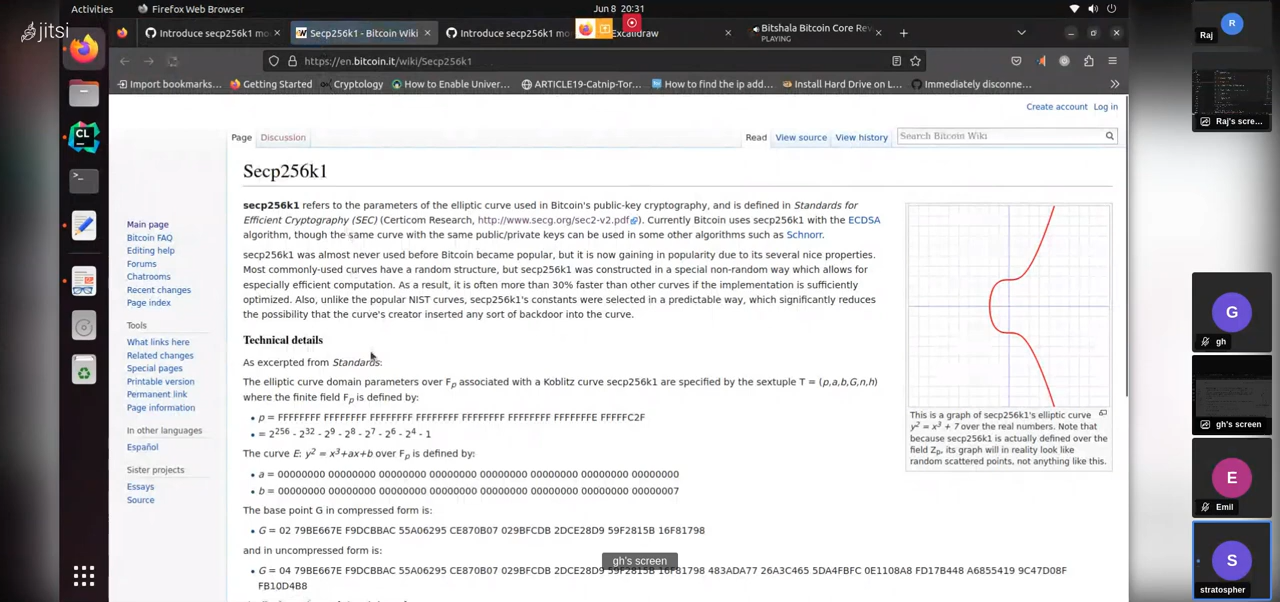 jitsi
Activities
Firefox Web Browser
Jun 8 20:31
Raj
R
Introduce secp256k1 mo
Secp256k1 - Bitcoin Wiki
Introduce secp256k1 mo
calidraw
Bitshala Bitcoin Core Rev
PLAYING
https://en.bitcoin.it/wiki/Secp256k1
Import bookmarks...
Getting Started
Cryptology
How to Enable Univer...
ARTICLE19-Catnip-Tor...
How to find the ip add...
Install Hard Drive on L...
Immediately disconne...
Create account
Log in
Page
Discussion
Read
View source
View history
Search Bitcoin Wiki
Secp256k1
secp256k1 refers to the parameters of the elliptic curve used in Bitcoin's public-key cryptography, and is defined in Standards for
Efficient Cryptography (SEC) (Certicom Research, http://www.secg.org/sec2-v2.pdf). Currently Bitcoin uses secp256k1 with the ECDSA
algorithm, though the same curve with the same public/private keys can be used in some other algorithms such as Schnorr.
secp256k1 was almost never used before Bitcoin became popular, but it is now gaining in popularity due to its several nice properties.
Most commonly-used curves have a random structure, but secp256k1 was constructed in a special non-random way which allows for
especially efficient computation. As a result, it is often more than 30% faster than other curves if the implementation is sufficiently
optimized. Also, unlike the popular NIST curves, secp256k1's constants were selected in a predictable way, which significantly reduces
the possibility that the curve's creator inserted any sort of backdoor into the curve.
Technical details
As excerpted from Standards:
The elliptic curve domain parameters over Fp associated with a Koblitz curve secp256k1 are specified by the sextuple T = (p,a,b,G,n,h)
where the finite field Fp is defined by:
• p = FFFFFFFF FFFFFFFF FFFFFFFF FFFFFFFF FFFFFFFF FFFFFFFF FFFFFFFE FFFFFC2F
• = 2^256 - 2^32 - 2^9 - 2^8 - 2^7 - 2^6 - 2^4 - 1
The curve E: y² = x³+ax+b over Fp is defined by:
• a = 00000000 00000000 00000000 00000000 00000000 00000000 00000000 00000000
• b = 00000000 00000000 00000000 00000000 00000000 00000000 00000000 00000007
The base point G in compressed form is:
• G = 02 79BE667E F9DCBBAC 55A06295 CE870B07 029BFCDB 2DCE28D9 59F2815B 16F81798
and in uncompressed form is:
• G = 04 79BE667E F9DCBBAC 55A06295 CE870B07 029BFCDB 2DCE28D9 59F2815B 16F81798 483ADA77 26A3C465 5DA4FBFC 0E1108A8 FD17B448 A6855419 9C47D08F
FB10D4B8
This is a graph of secp256k1's elliptic curve
y² = x³ + 7 over the real numbers. Note that
because secp256k1 is actually defined over the
field Zp, its graph will in reality look like
random scattered points, not anything like this.
Main page
Bitcoin FAQ
Editing help
Forums
Chatrooms
Recent changes
Page index
Tools
What links here
Related changes
Special pages
Printable version
Permanent link
Page information
In other languages
Español
Sister projects
Essays
Source
CL
>_
gh's screen
Raj's scre...
G
gh
gh's screen
E
Emil
S
stratospher